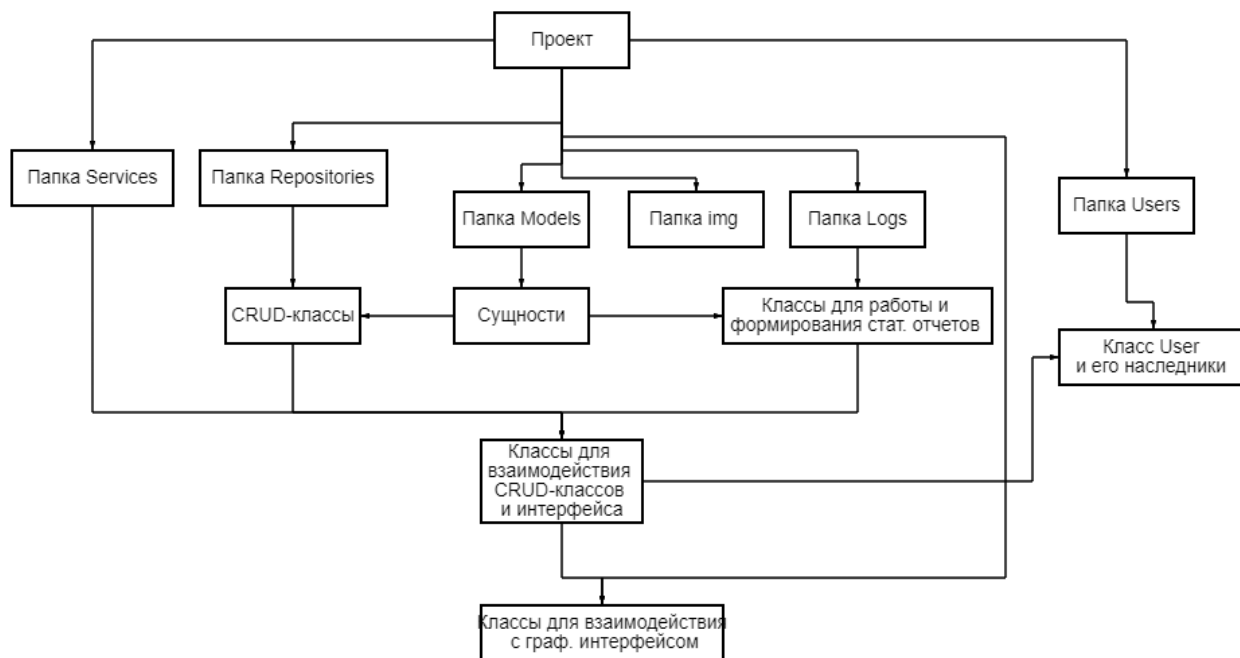 Проект
Папка Services
Папка Repositories
Папка Models
Папка img
Папка Logs
Папка Users
CRUD-классы
Сущности
Классы для работы и
формирования стат. отчетов
Класс User
и его наследники
Классы для
взаимодействия
CRUD-классов
и интерфейса
Классы для взаимодействия
с граф. интерфейсом